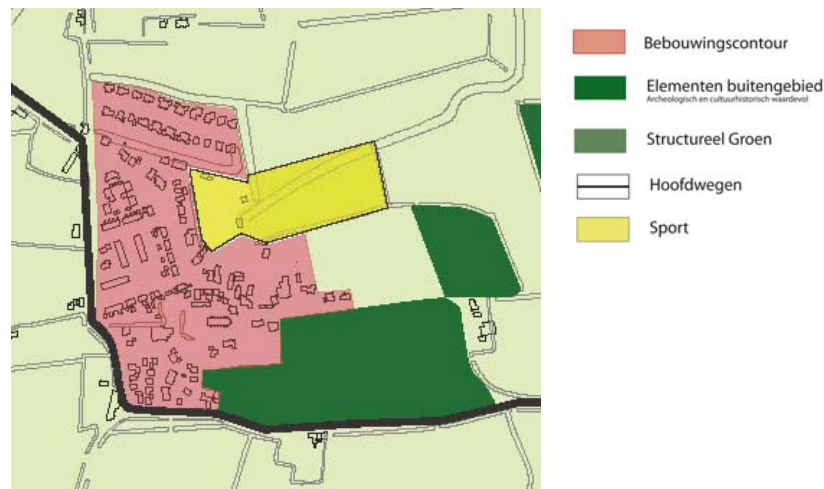 Bebouwingscontour
Elementen buitengebied
Archeologisch en cultuurhistorisch waardevol
Structureel Groen
Hoofdwegen
Sport